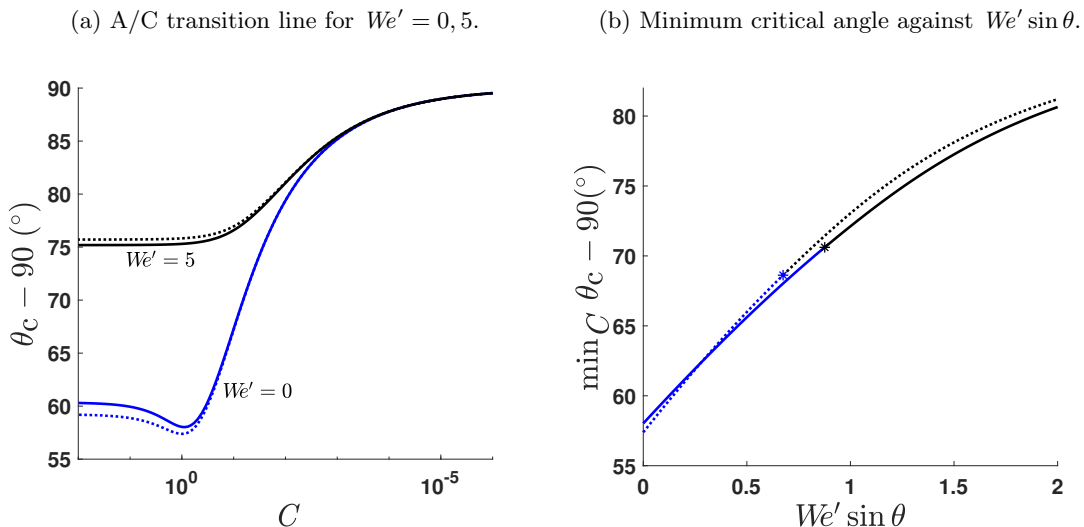 (a) A/C transition line for We′ = 0, 5.
(b) Minimum critical angle against We′ sin θ.
90
85
80
75
70
65
60
55
θc − 90 (°)
We′ = 5
We′ = 0
10^0
10^-5
C
80
75
70
65
60
55
min_C θc − 90(°)
0
0.5
1
1.5
2
We′ sin θ